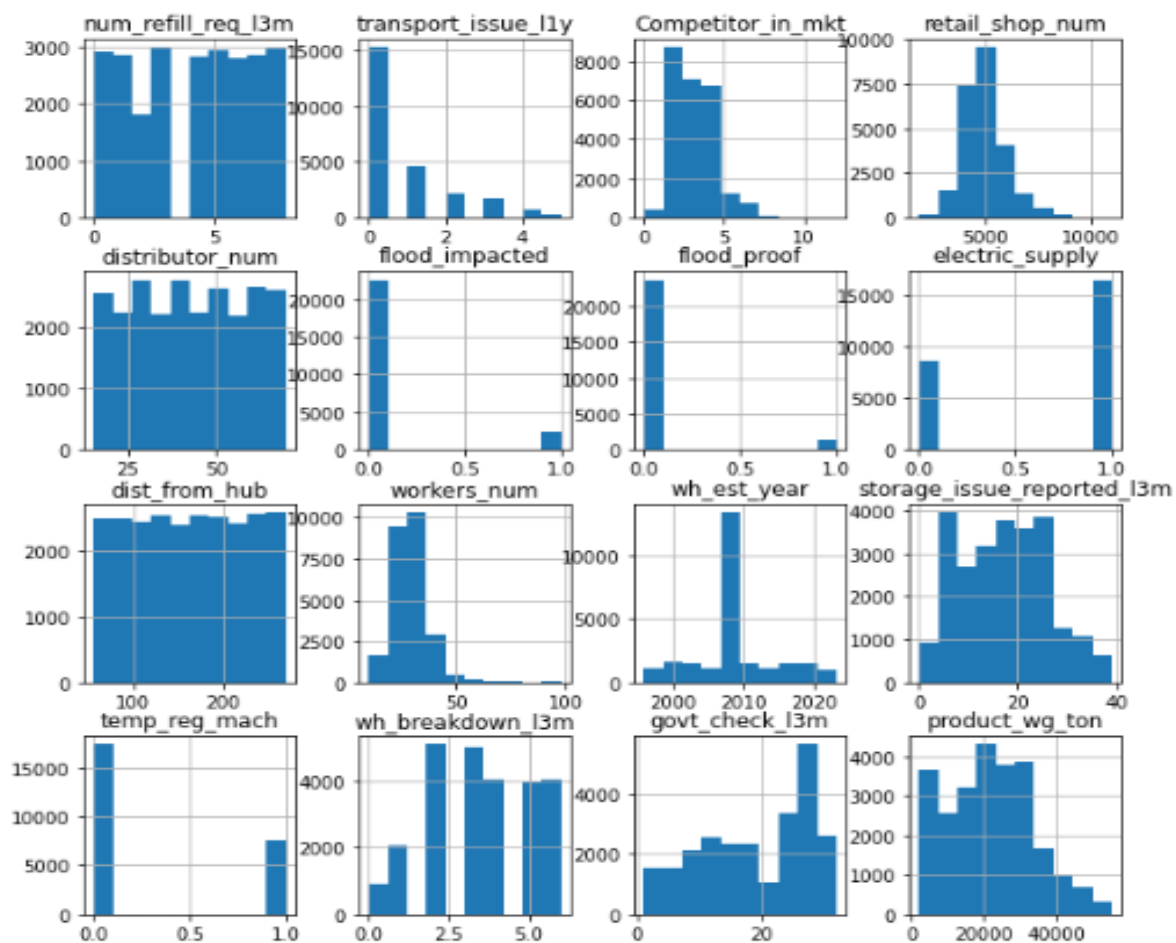 num_refill_req_l3m transport_issue_l1y Competitor_in_mkt retail_shop_num
3000 15000 8000 10000
2000 10000 6000 7500
1000 5000 4000 5000
2000 2500
0 0 0 0
0 5 0 2 4 0 5 10 5000 10000
distributor_num flood_impacted flood_proof electric_supply
2000 20000 20000 15000
1000 15000 15000 10000
10000 10000 5000
5000 5000
0 0 0 0
25 50 0.0 0.5 1.0 0.0 0.5 1.0 0.0 0.5 1.0
dist_from_hub workers_num wh_est_year storage_issue_reported_l3m
2000 10000 10000 4000
1000 7500 5000 3000
5000 2000
2500 1000
0 0 0 0
100 200 50 100 2000 2010 2020 0 20 40
temp_reg_mach wh_breakdown_l3m govt_check_l3m product_wg_ton
15000 4000 4000 4000
10000 2000 2000 3000
5000 2000
1000
0 0 0 0
0.0 0.5 1.0 0.0 2.5 5.0 0 20 20000 40000